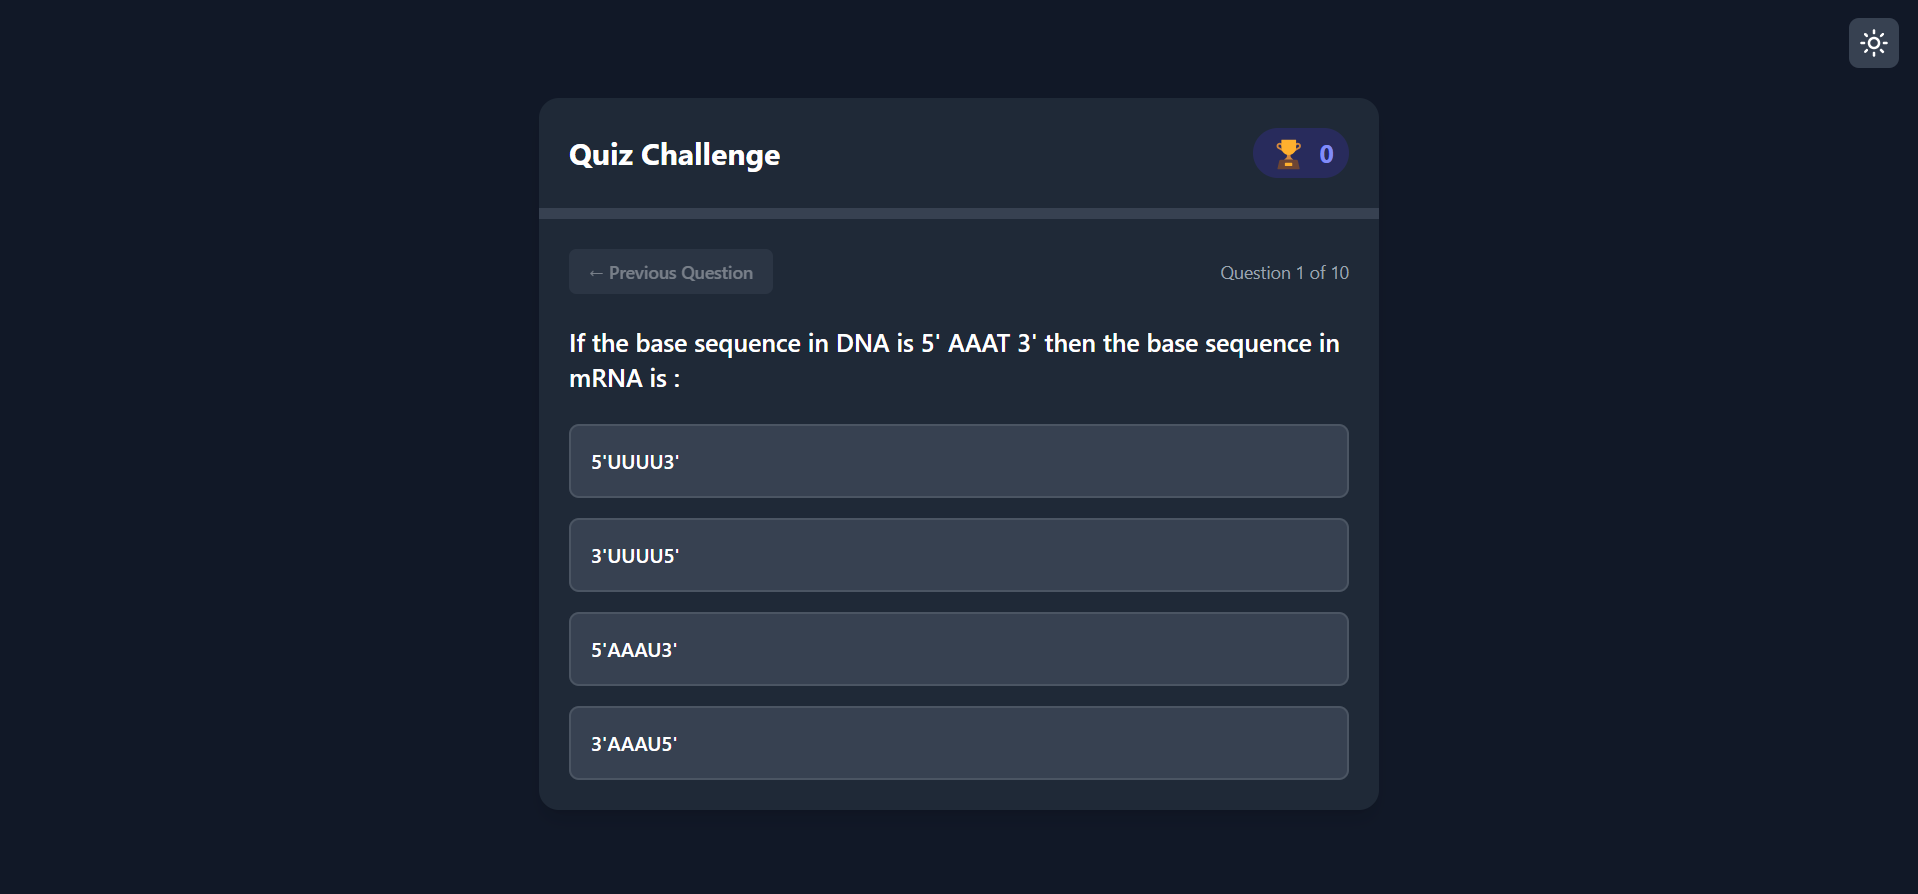 Quiz Challenge
0
← Previous Question
Question 1 of 10
If the base sequence in DNA is 5' AAAT 3' then the base sequence in
mRNA is :
5'UUUU3'
3'UUUU5'
5'AAAU3'
3'AAAU5'